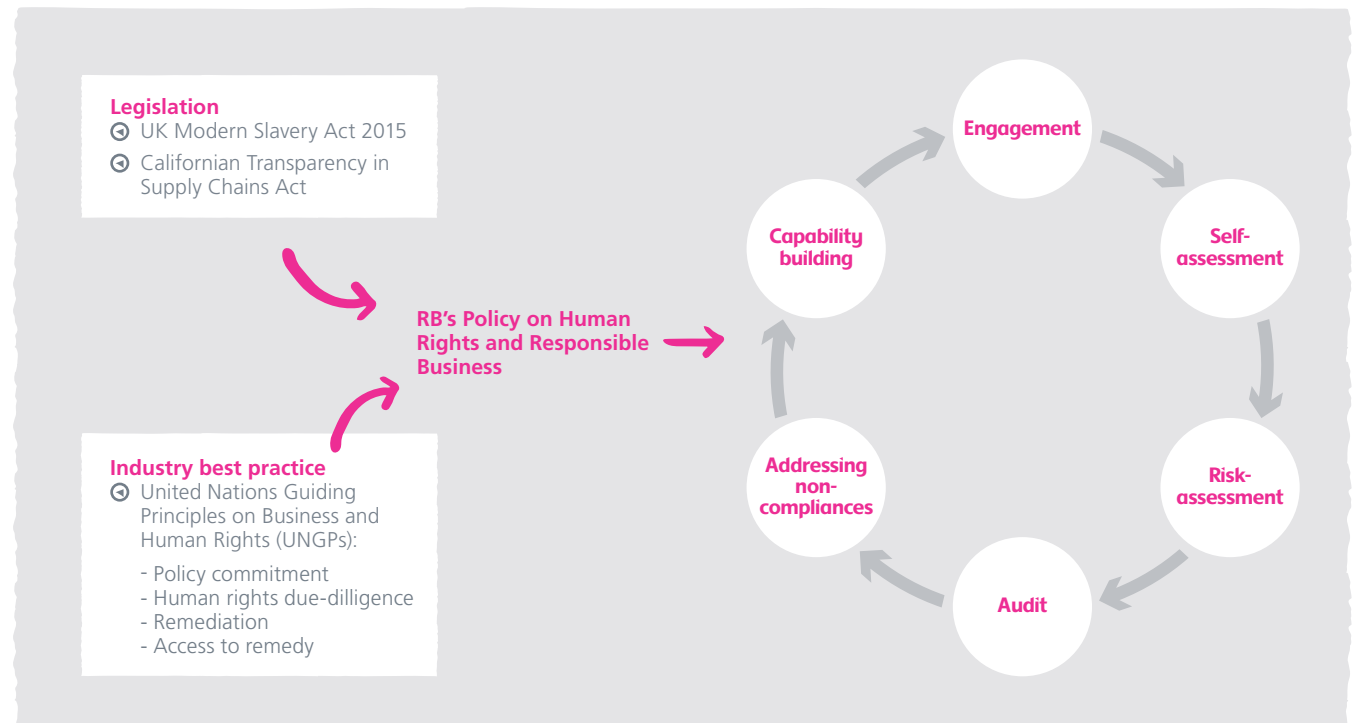 Legislation
UK Modern Slavery Act 2015
Californian Transparency in
Supply Chains Act
Industry best practice
United Nations Guiding
Principles on Business and
Human Rights (UNGPs):
- Policy commitment
- Human rights due-dilligence
- Remediation
- Access to remedy
RB's Policy on Human
Rights and Responsible
Business
Engagement
Self-
assessment
Risk-
assessment
Audit
Addressing
non-
compliances
Capability
building